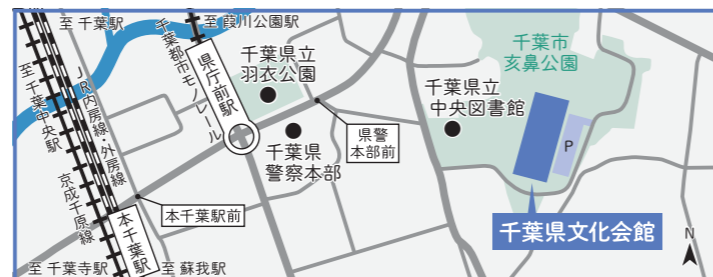 至 千葉駅
至 葭川公園駅
千葉都市モノレール
県庁前駅
千葉県立
羽衣公園
千葉市
亥鼻公園
至 千葉中央駅
JR内房線・外房線
千葉県立
中央図書館
県警
本部前
千葉県
警察本部
P
京成千原線
本千葉駅前
本千葉駅
千葉県文化会館
N
至 千葉寺駅
至 蘇我駅